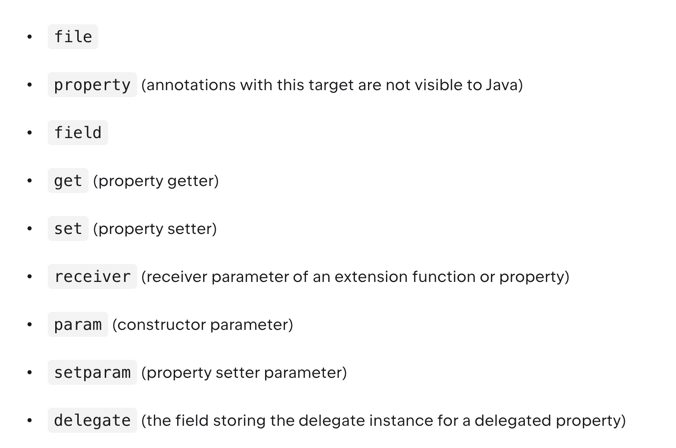 • file
• property (annotations with this target are not visible to Java)
• field
• get (property getter)
• set (property setter)
• receiver (receiver parameter of an extension function or property)
• param (constructor parameter)
• setparam (property setter parameter)
• delegate (the field storing the delegate instance for a delegated property)